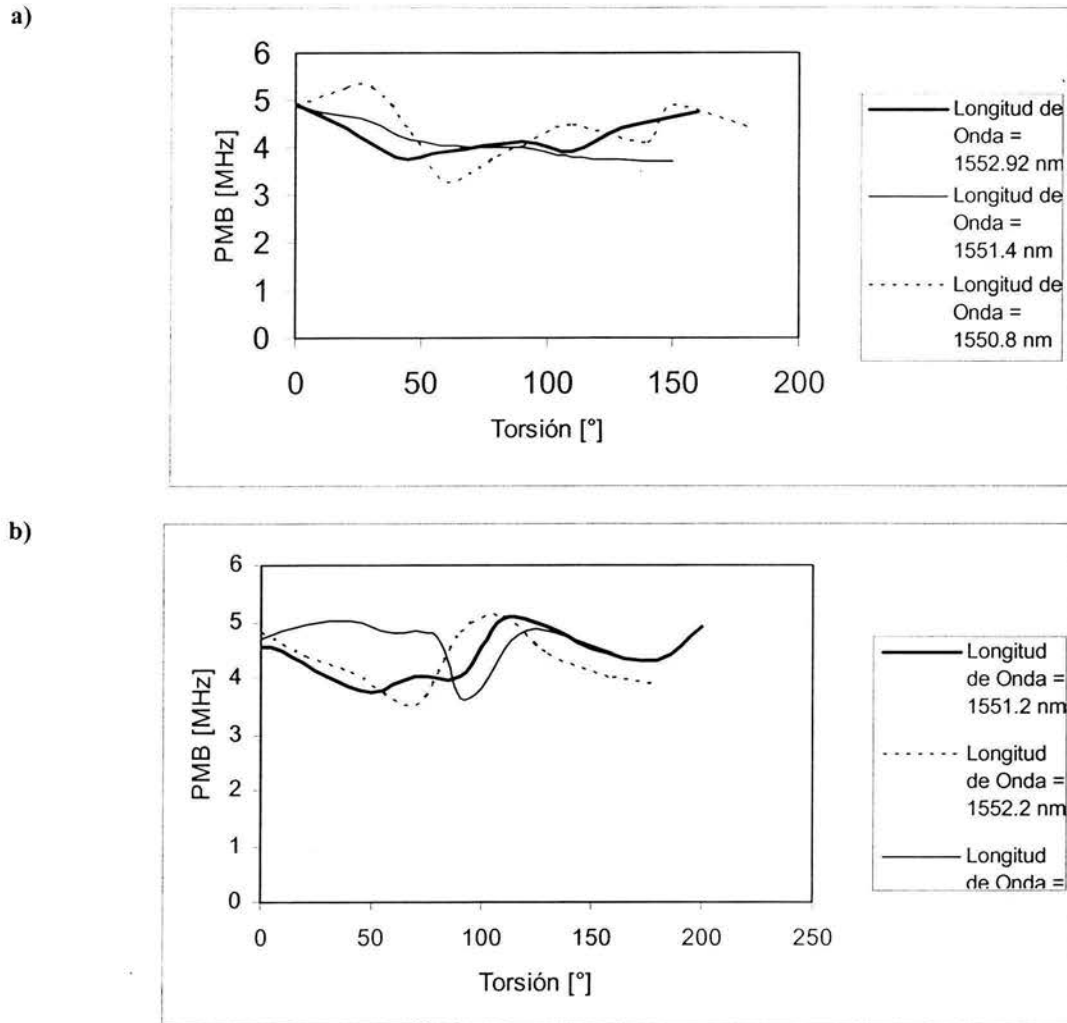 a)
6
5
4
3
2
1
0
PMB [MHz]
0 50 100 150 200
Torsión [°]
Longitud de
Onda =
1552.92 nm
Longitud de
Onda =
1551.4 nm
Longitud de
Onda =
1550.8 nm
b)
6
5
4
3
2
1
0
PMB [MHz]
0 50 100 150 200 250
Torsión [°]
Longitud
de Onda =
1551.2 nm
Longitud
de Onda =
1552.2 nm
Longitud
de Onda =